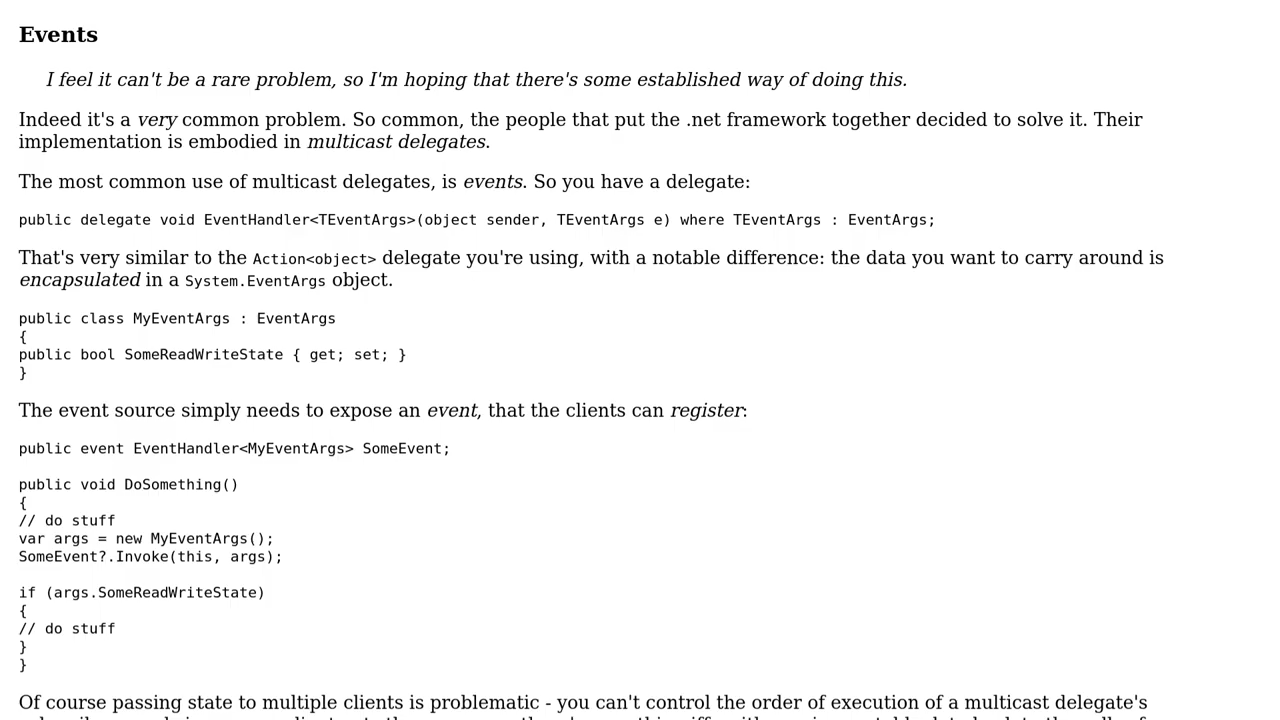 Events
I feel it can't be a rare problem, so I'm hoping that there's some established way of doing this.
Indeed it's a very common problem. So common, the people that put the .net framework together decided to solve it. Their
implementation is embodied in multicast delegates.
The most common use of multicast delegates, is events. So you have a delegate:
public delegate void EventHandler<TEventArgs>(object sender, TEventArgs e) where TEventArgs : EventArgs;
That's very similar to the Action<object> delegate you're using, with a notable difference: the data you want to carry around is
encapsulated in a System.EventArgs object.
public class MyEventArgs : EventArgs
{
public bool SomeReadWriteState { get; set; }
}
The event source simply needs to expose an event, that the clients can register:
public event EventHandler<MyEventArgs> SomeEvent;
public void DoSomething()
{
// do stuff
var args = new MyEventArgs();
SomeEvent?.Invoke(this, args);
if (args.SomeReadWriteState)
{
// do stuff
}
}
Of course passing state to multiple clients is problematic - you can't control the order of execution of a multicast delegate's